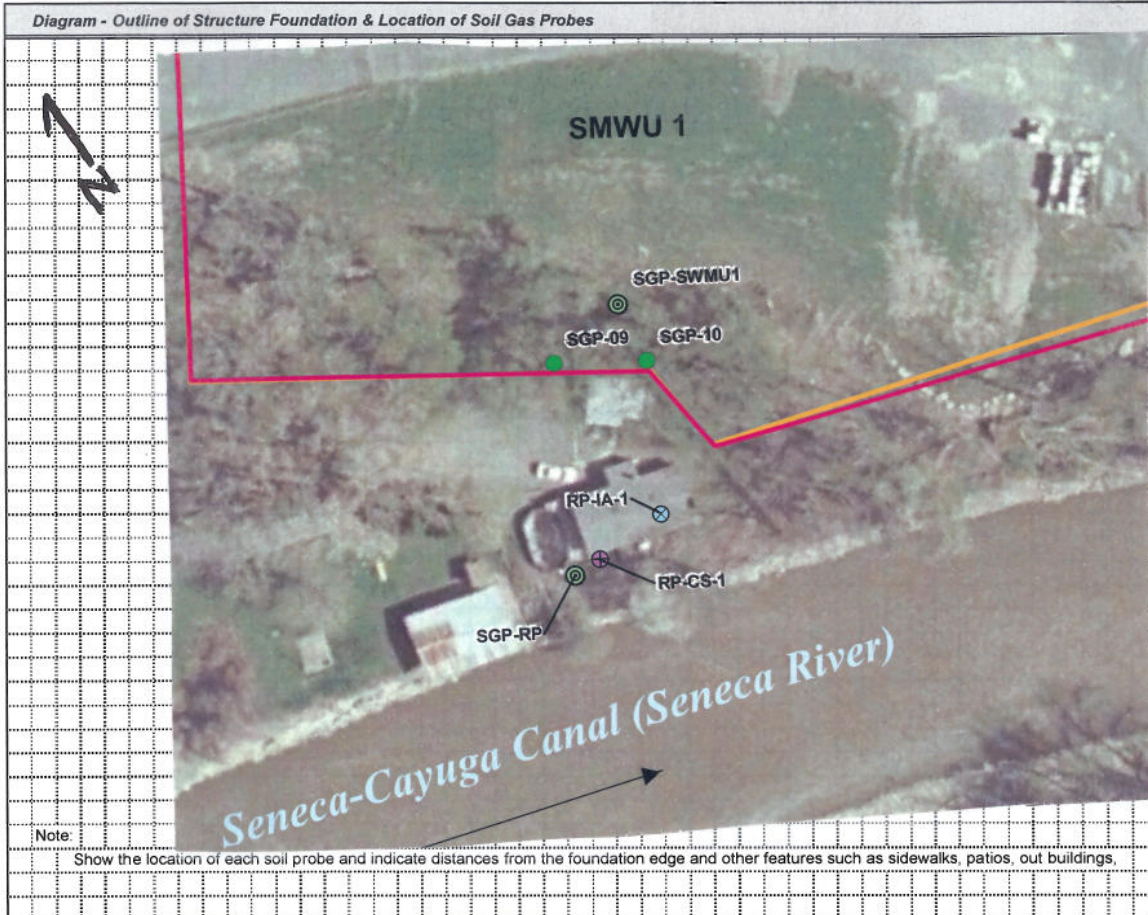 Diagram - Outline of Structure Foundation & Location of Soil Gas Probes
N
SMWU 1
SGP-SWMU1
SGP-09
SGP-10
RP-IA-1
RP-CS-1
SGP-RP
Seneca-Cayuga Canal (Seneca River)
Note:
Show the location of each soil probe and indicate distances from the foundation edge and other features such as sidewalks, patios, out buildings,